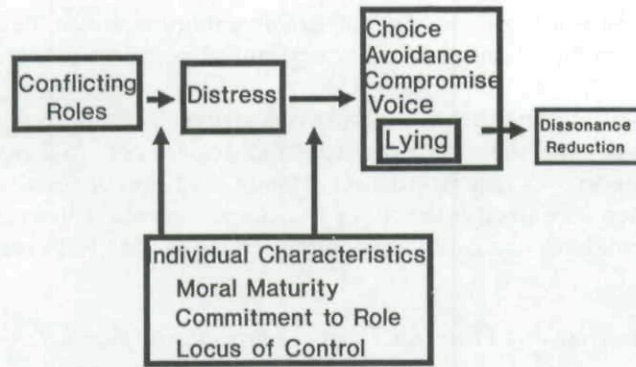 Conflicting
Roles
Distress
Choice
Avoidance
Compromise
Voice
Lying
Dissonance
Reduction
Individual Characteristics
Moral Maturity
Commitment to Role
Locus of Control